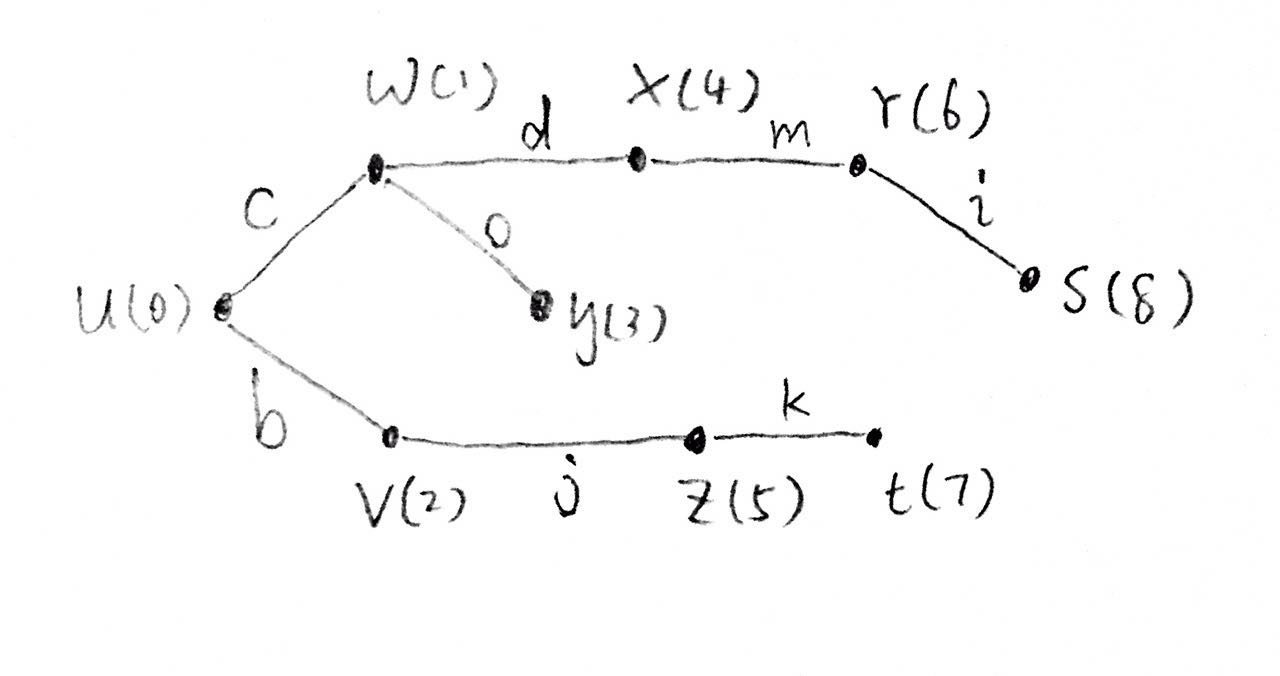 W(1)
X(4)
r(6)
d
m
c
o
i
u(0)
y(3)
S(8)
b
k
V(2)
j
Z(5)
t(7)